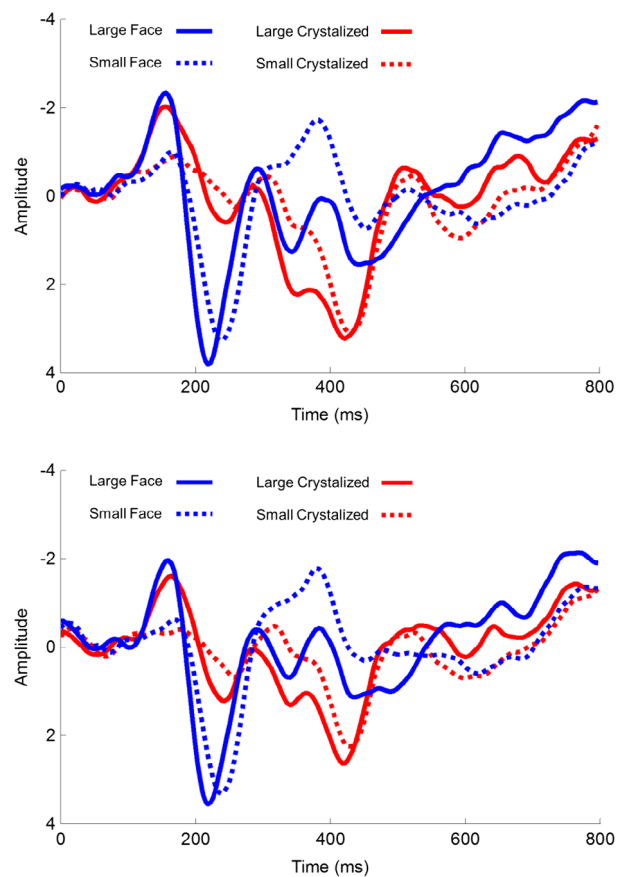 -4
Large Face
Large Crystalized
Small Face
Small Crystalized
-2
Amplitude
0
2
4
0
200
400
600
800
Time (ms)
-4
Large Face
Large Crystalized
Small Face
Small Crystalized
-2
Amplitude
0
2
4
0
200
400
600
800
Time (ms)